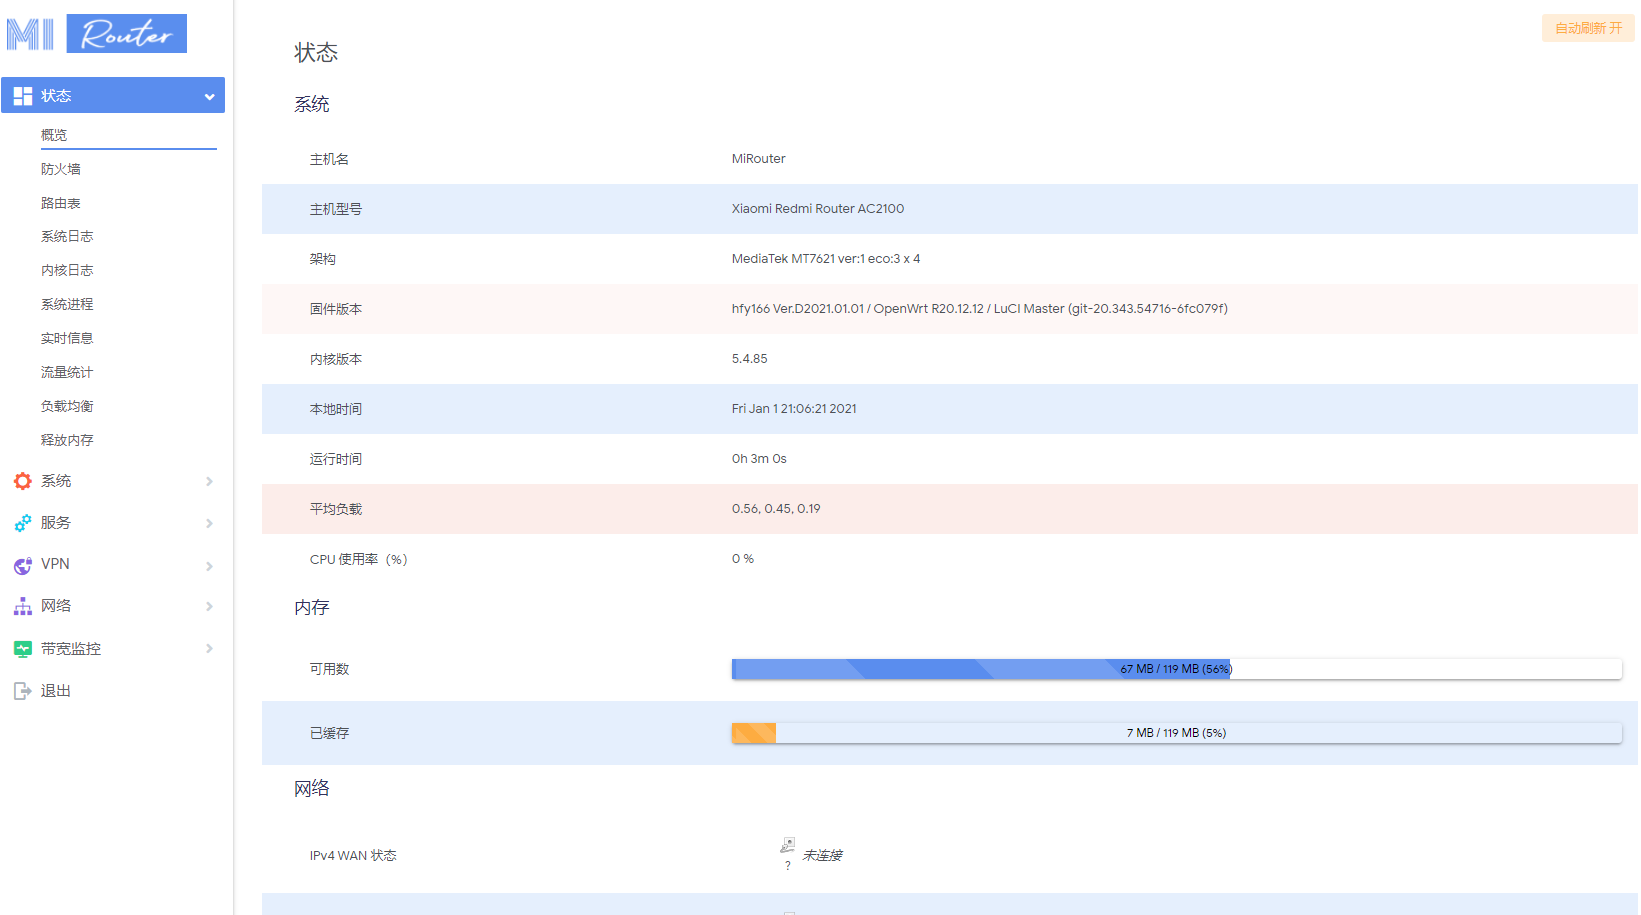 MI Router
自动刷新 开
状态
概览
防火墙
路由表
系统日志
内核日志
系统进程
实时信息
流量统计
负载均衡
释放内存
系统
服务
VPN
网络
带宽监控
退出
状态
系统
主机名 MiRouter
主机型号 Xiaomi Redmi Router AC2100
架构 MediaTek MT7621 ver:1 eco:3 x 4
固件版本 hfy166 Ver.D2021.01.01 / OpenWrt R20.12.12 / LuCI Master (git-20.343.54716-6fc079f)
内核版本 5.4.85
本地时间 Fri Jan 1 21:06:21 2021
运行时间 0h 3m 0s
平均负载 0.56, 0.45, 0.19
CPU 使用率（%） 0 %
内存
可用数 67 MB / 119 MB (56%)
已缓存 7 MB / 119 MB (5%)
网络
IPv4 WAN 状态 ? 未连接